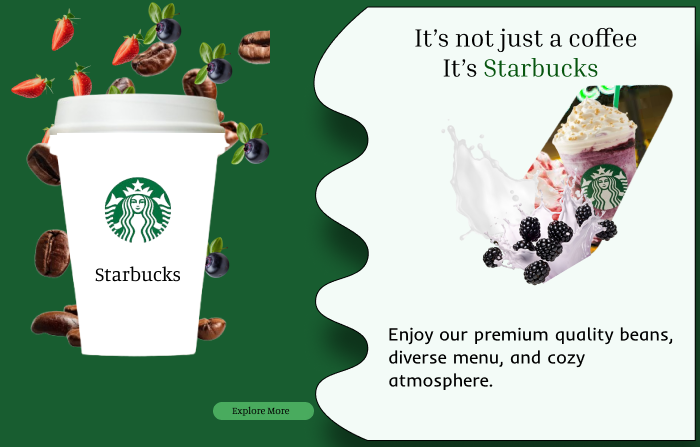 Starbucks
Explore More
It's not just a coffee
It's Starbucks
Enjoy our premium quality beans,
diverse menu, and cozy
atmosphere.